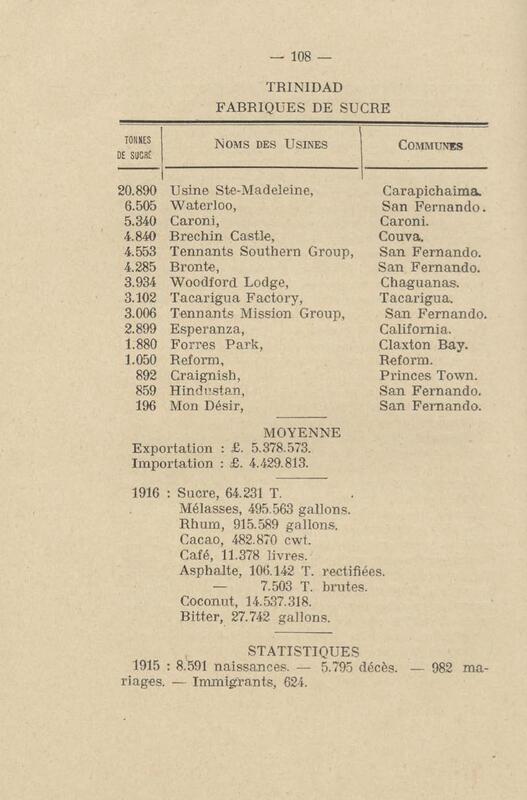 — 108 —
TRINIDAD
FABRIQUES DE SUCRE
TONNES
DE SUCRÉ
NOMS DES USINES
COMMUNES
20.890 Usine Ste-Madeleine, Carapichaima.
6.505 Waterloo, San Fernando.
5.340 Caroni, Caroni.
4.840 Brechin Castle, Couva.
4.553 Tennants Southern Group, San Fernando.
4.285 Bronte, San Fernando.
3.934 Woodford Lodge, Chaguanas.
3.102 Tacarigua Factory, Tacarigua.
3.006 Tennants Mission Group, San Fernando.
2.899 Esperanza, California.
1.880 Forres Park, Claxton Bay.
1.050 Reform, Reform.
892 Craignish, Princes Town.
859 Hindustan, San Fernando.
196 Mon Désir, San Fernando.
MOYENNE
Exportation : £. 5.378.573.
Importation : £. 4.429.813.
1916 : Sucre, 64.231 T.
Mélasses, 495.563 gallons.
Rhum, 915.589 gallons.
Cacao, 482.870 cwt.
Café, 11.378 livres.
Asphalte, 106.142 T. rectifiées.
— 7.503 T. brutes.
Coconut, 14.537.318.
Bitter, 27.742 gallons.
STATISTIQUES
1915 : 8.591 naissances. — 5.795 décès. — 982 ma-
riages. — Immigrants, 624.